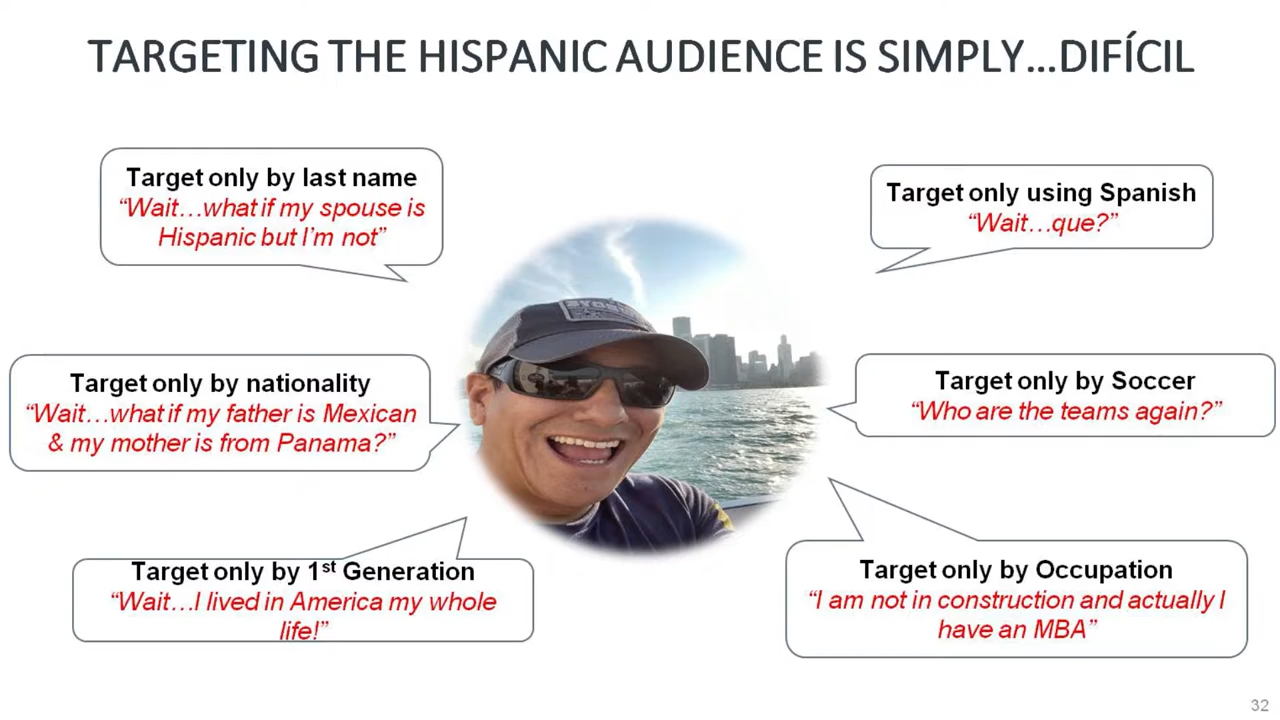 TARGETING THE HISPANIC AUDIENCE IS SIMPLY...DIFÍCIL
Target only by last name
“Wait…what if my spouse is
Hispanic but I’m not”
Target only using Spanish
“Wait…que?”
Target only by nationality
“Wait…what if my father is Mexican
& my mother is from Panama?”
Target only by Soccer
“Who are the teams again?”
Target only by 1st Generation
“Wait…I lived in America my whole
life!”
Target only by Occupation
“I am not in construction and actually I
have an MBA”
32